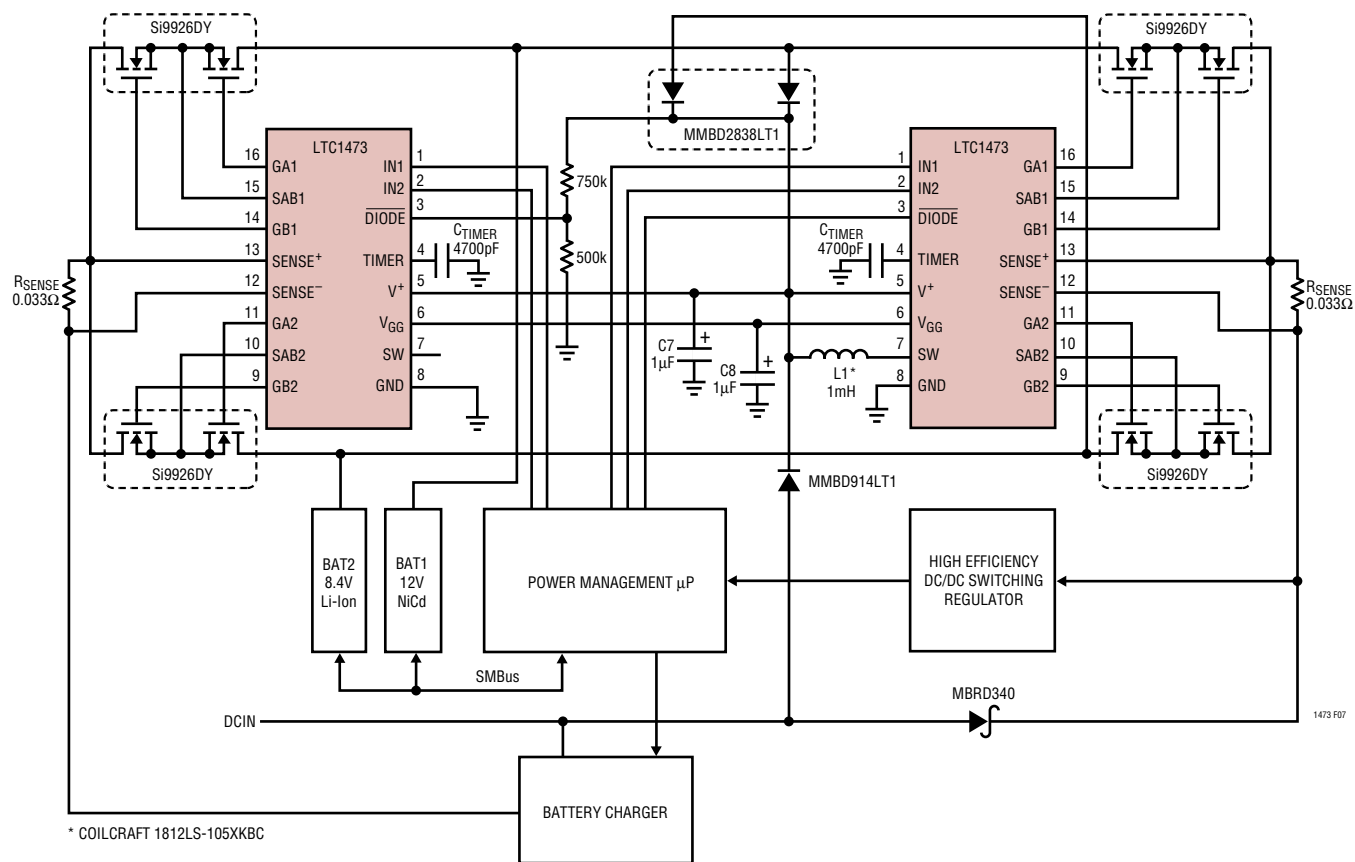 Si9926DY
Si9926DY
MMBD2838LT1
LTC1473
16 GA1
15 SAB1
14 GB1
13 SENSE+
12 SENSE−
11 GA2
10 SAB2
9 GB2
IN1 1
IN2 2
DIODE 3
TIMER 4
V+ 5
VGG 6
SW 7
GND 8
RSENSE
0.033Ω
CTIMER
4700pF
750k
500k
C7
1µF
+
C8
1µF
+
L1*
1mH
CTIMER
4700pF
LTC1473
1 IN1
2 IN2
3 DIODE
4 TIMER
5 V+
6 VGG
7 SW
8 GND
GA1 16
SAB1 15
GB1 14
SENSE+ 13
SENSE− 12
GA2 11
SAB2 10
GB2 9
RSENSE
0.033Ω
Si9926DY
Si9926DY
MMBD914LT1
BAT2
8.4V
Li-Ion
BAT1
12V
NiCd
POWER MANAGEMENT µP
HIGH EFFICIENCY
DC/DC SWITCHING
REGULATOR
SMBus
DCIN
MBRD340
1473 F07
BATTERY CHARGER
* COILCRAFT 1812LS-105XKBC